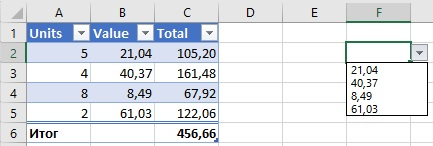 A B C D E F
1 Units Value Total
2 5 21,04 105,20
3 4 40,37 161,48
4 8 8,49 67,92
5 2 61,03 122,06
6 Итог 456,66
21,04
40,37
8,49
61,03